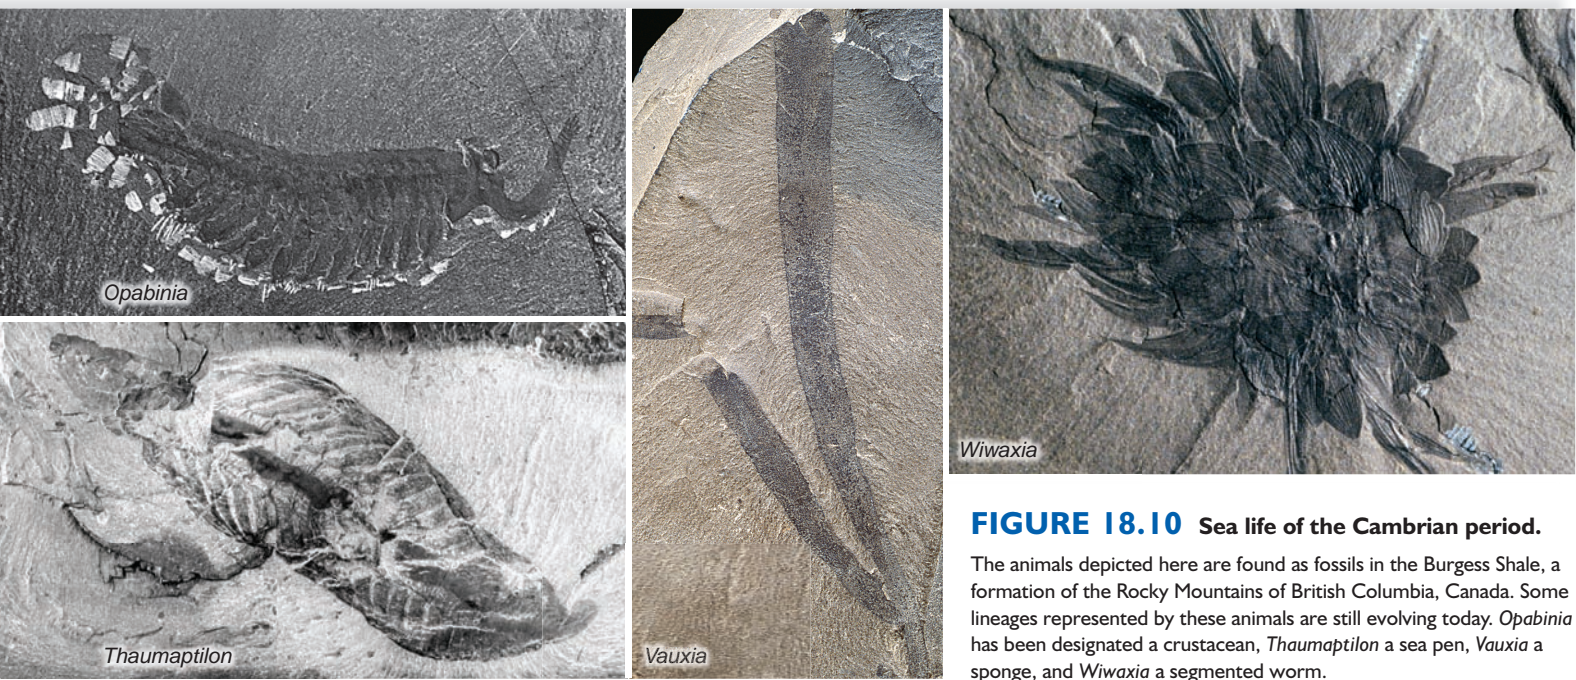 Opabinia
Thaumaptilon
Vauxia
Wiwaxia
FIGURE 18.10 Sea life of the Cambrian period.
The animals depicted here are found as fossils in the Burgess Shale, a
formation of the Rocky Mountains of British Columbia, Canada. Some
lineages represented by these animals are still evolving today. Opabinia
has been designated a crustacean, Thaumaptilon a sea pen, Vauxia a
sponge, and Wiwaxia a segmented worm.